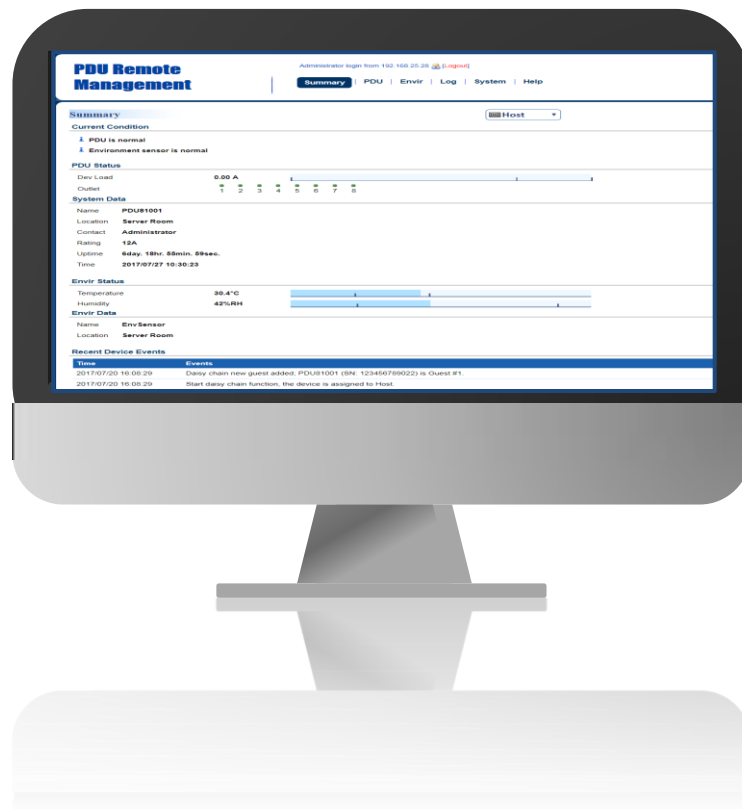 PDU Remote
Management
Administrator login from 192.168.25.28 [Logout]
Summary | PDU | Envir | Log | System | Help
Summary
Host
Current Condition
PDU is normal
Environment sensor is normal
PDU Status
Dev Load 0.00 A
Outlet 1 2 3 4 5 6 7 8
System Data
Name PDU81001
Location Server Room
Contact Administrator
Rating 12A
Uptime 6day. 18hr. 58min. 59sec.
Time 2017/07/27 10:30:23
Envir Status
Temperature 30.4°C
Humidity 42%RH
Envir Data
Name EnvSensor
Location Server Room
Recent Device Events
Time Events
2017/07/20 16:08:29 Daisy chain new guest added; PDU81001 (SN: 123456789022) is Guest #1.
2017/07/20 16:08:29 Start daisy chain function, the device is assigned to Host.